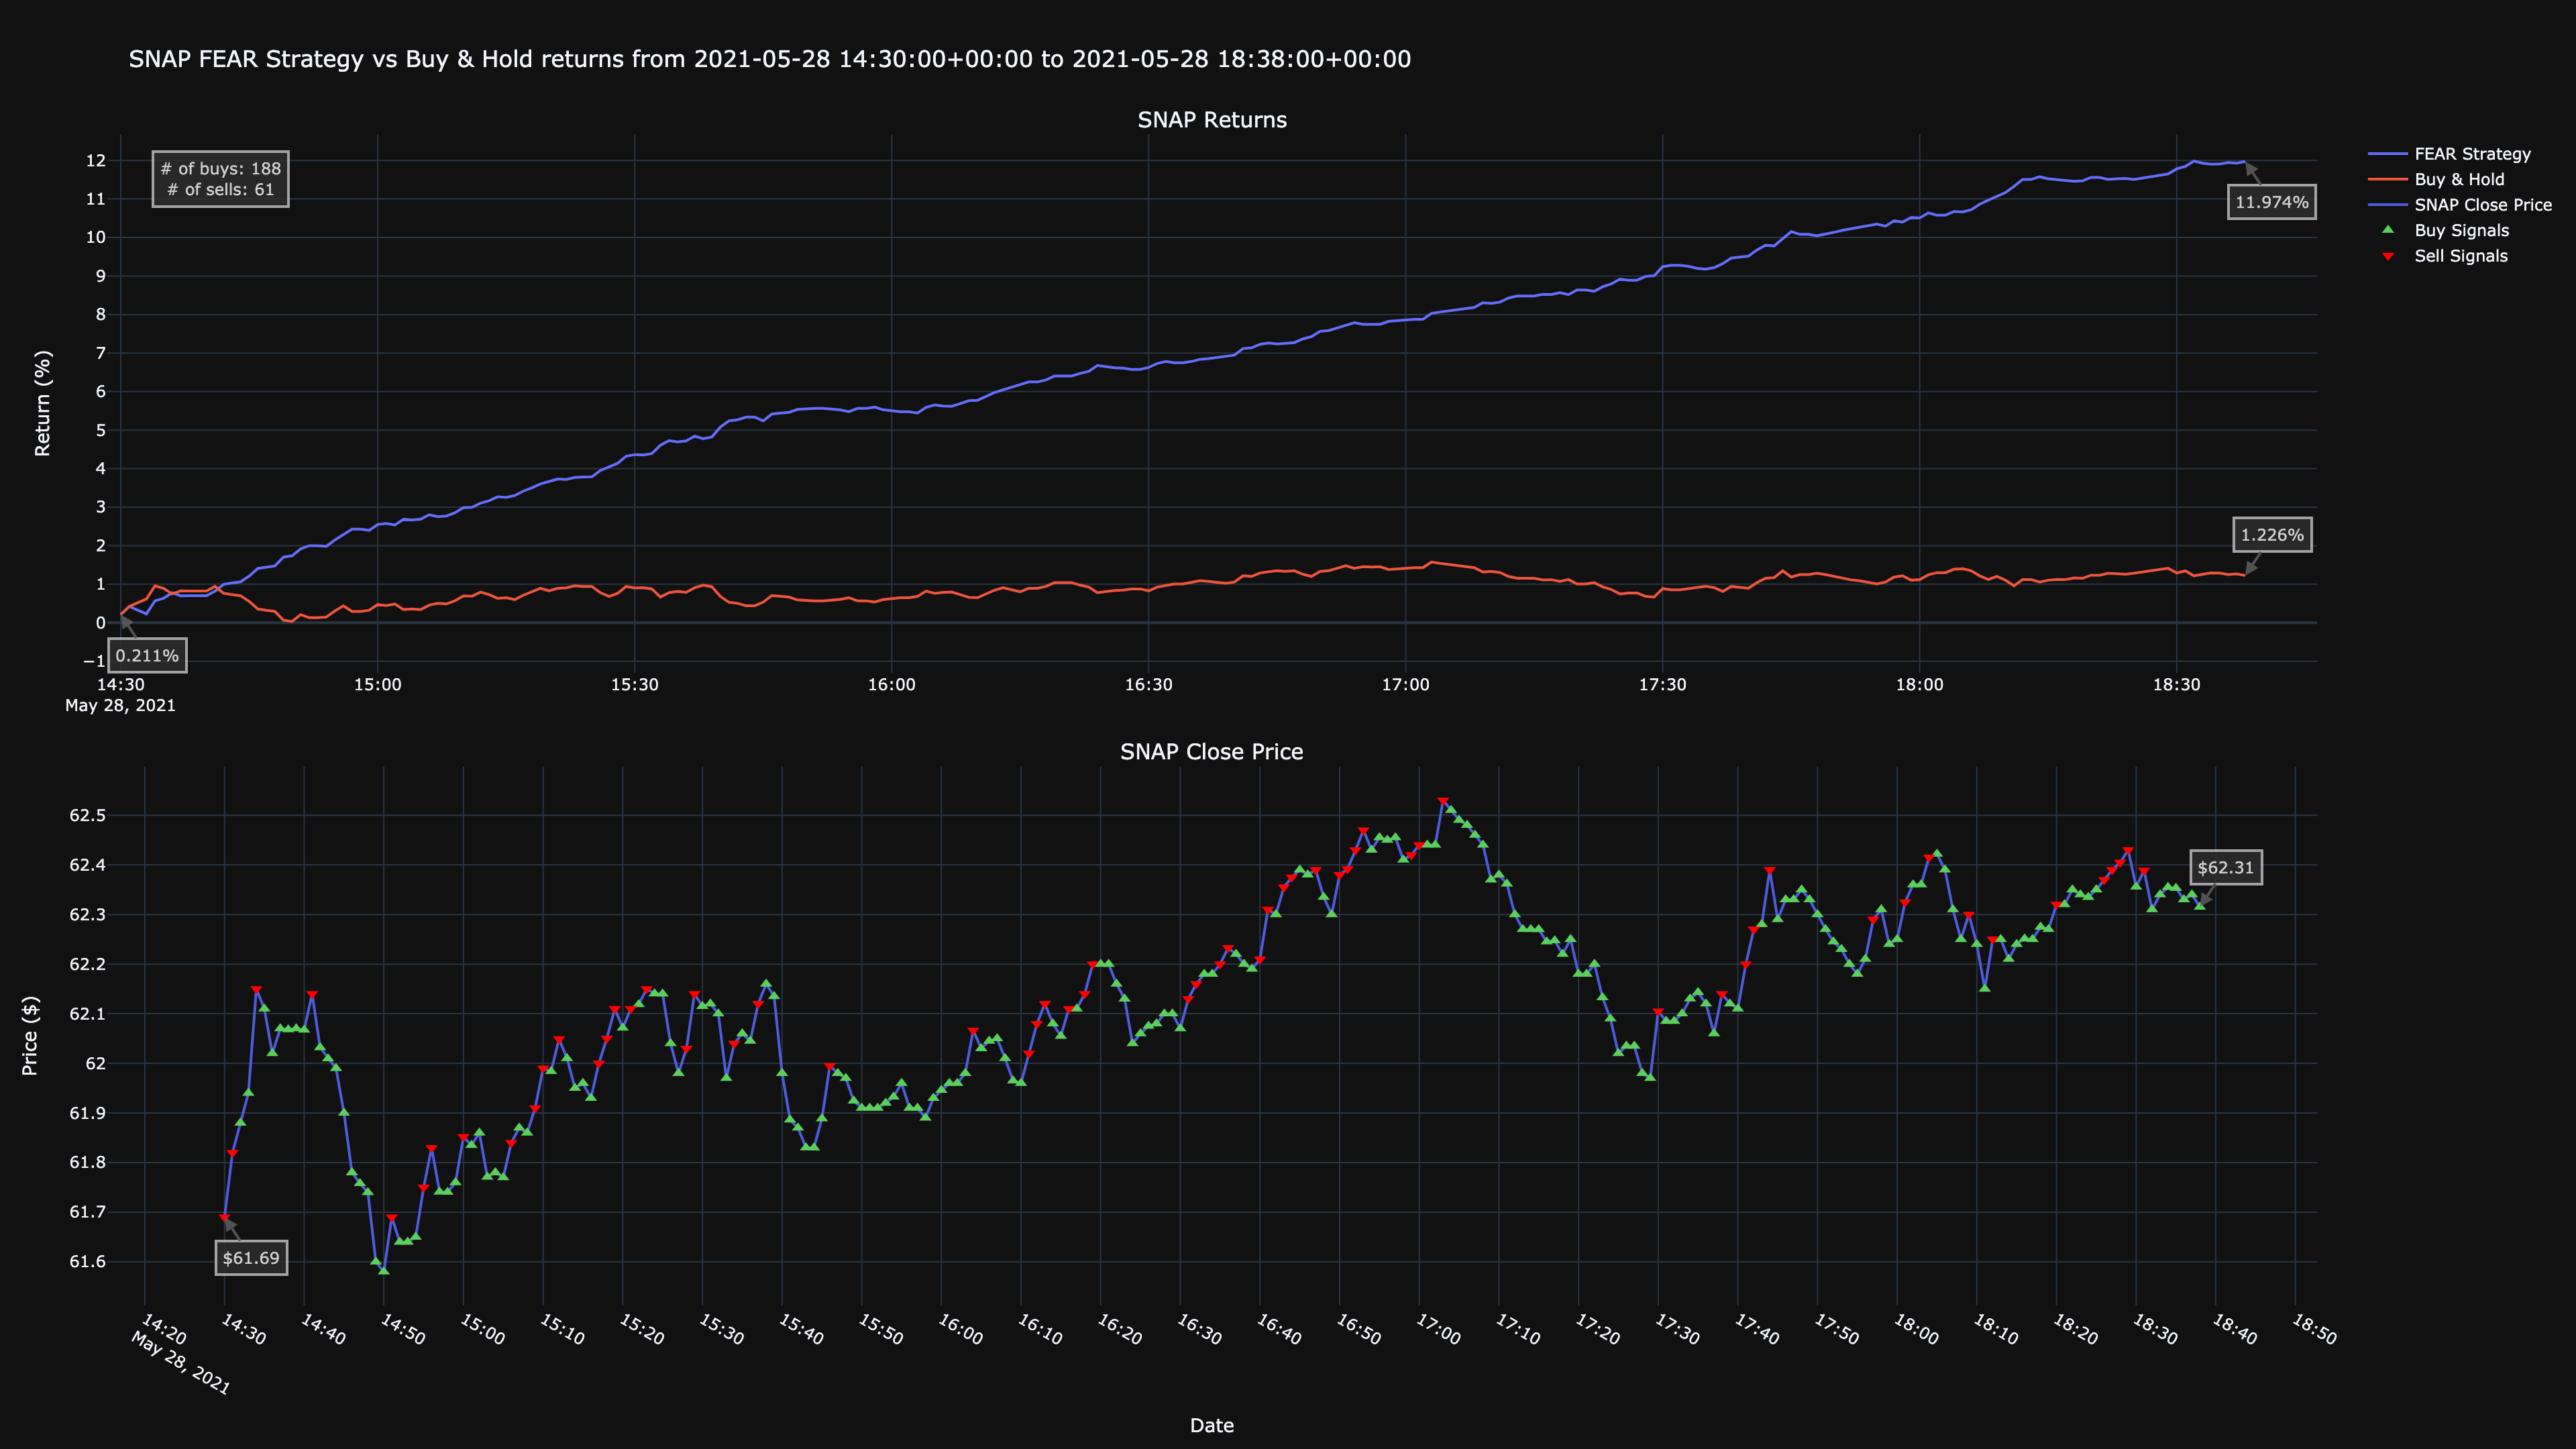 SNAP FEAR Strategy vs Buy & Hold returns from 2021-05-28 14:30:00+00:00 to 2021-05-28 18:38:00+00:00
SNAP Returns
# of buys: 188
# of sells: 61
FEAR Strategy
Buy & Hold
SNAP Close Price
Buy Signals
Sell Signals
Return (%)
12
11
10
9
8
7
6
5
4
3
2
1
0
−1
11.974%
1.226%
0.211%
14:30 15:00 15:30 16:00 16:30 17:00 17:30 18:00 18:30
May 28, 2021
SNAP Close Price
Price ($)
62.5
62.4
62.3
62.2
62.1
62
61.9
61.8
61.7
61.6
$62.31
$61.69
14:20 14:30 14:40 14:50 15:00 15:10 15:20 15:30 15:40 15:50 16:00 16:10 16:20 16:30 16:40 16:50 17:00 17:10 17:20 17:30 17:40 17:50 18:00 18:10 18:20 18:30 18:40 18:50
May 28, 2021
Date